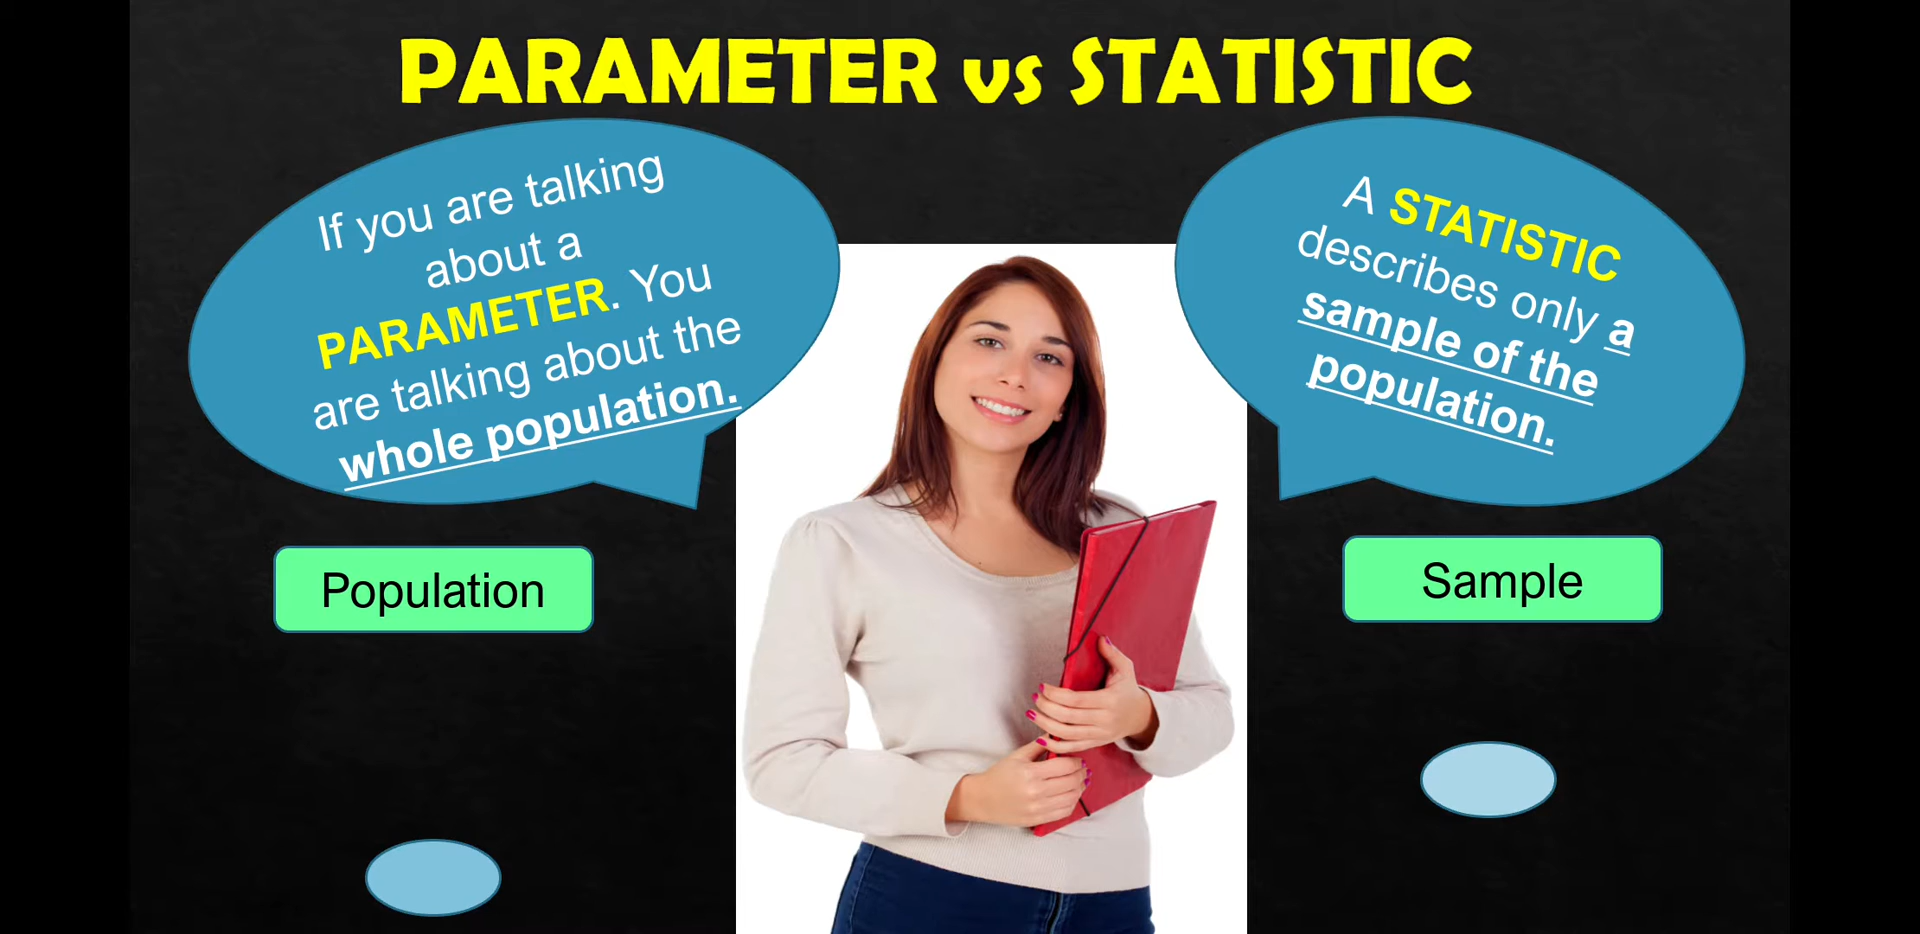 PARAMETER vs STATISTIC
If you are talking
about a
PARAMETER. You
are talking about the
whole population.
A STATISTIC
describes only a
sample of the
population.
Population
Sample